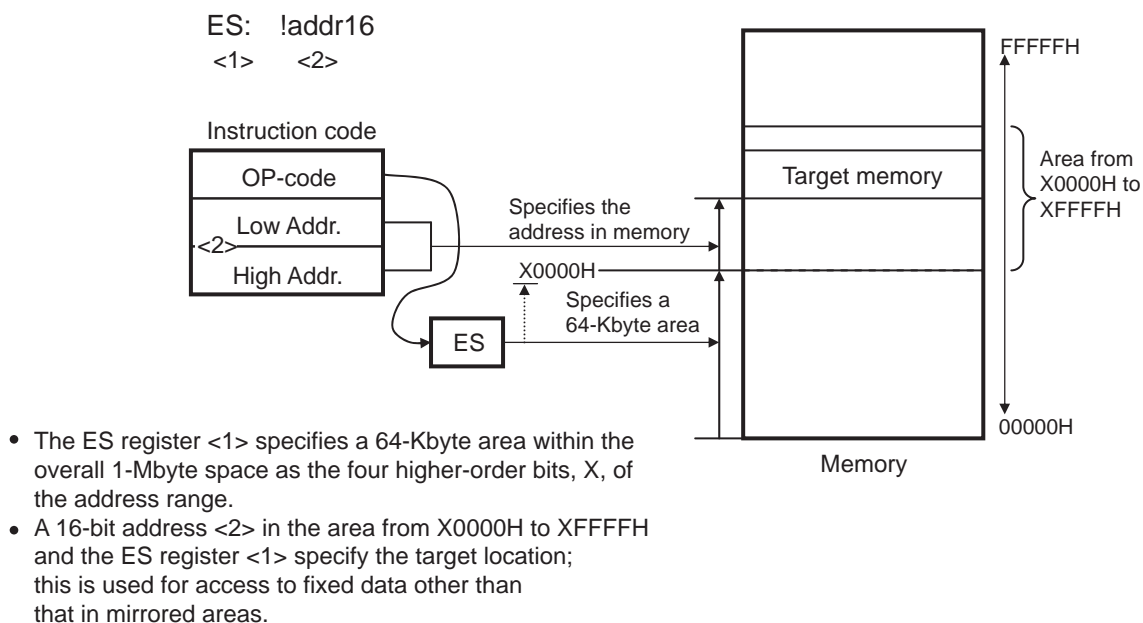 ES: !addr16
<1> <2>
Instruction code
OP-code
Low Addr.
<2>
High Addr.
ES
Specifies the
address in memory
X0000H
Specifies a
64-Kbyte area
FFFFFH
Target memory
Area from
X0000H to
XFFFFH
00000H
Memory
• The ES register <1> specifies a 64-Kbyte area within the
overall 1-Mbyte space as the four higher-order bits, X, of
the address range.
• A 16-bit address <2> in the area from X0000H to XFFFFH
and the ES register <1> specify the target location;
this is used for access to fixed data other than
that in mirrored areas.